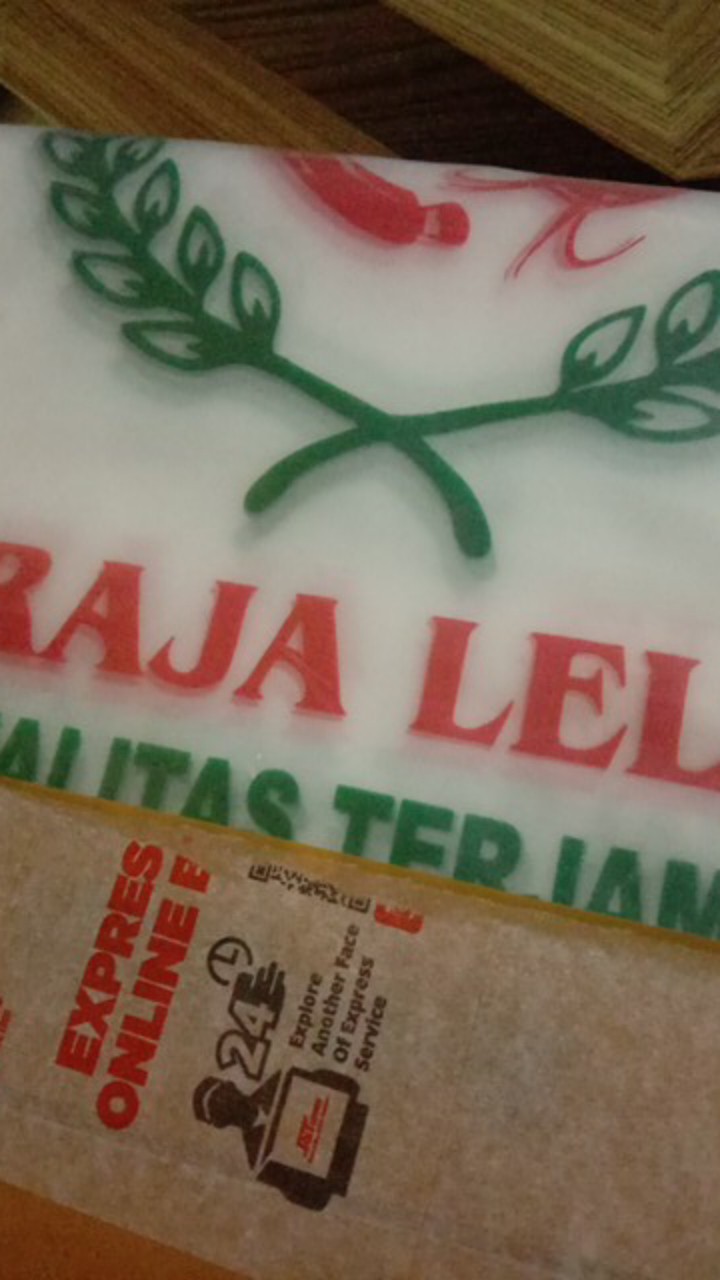 RAJA LEL
ALITAS TERJAM
EXPRES
ONLINE B
24
Explore
Another Face
Of Express
Service
J&T